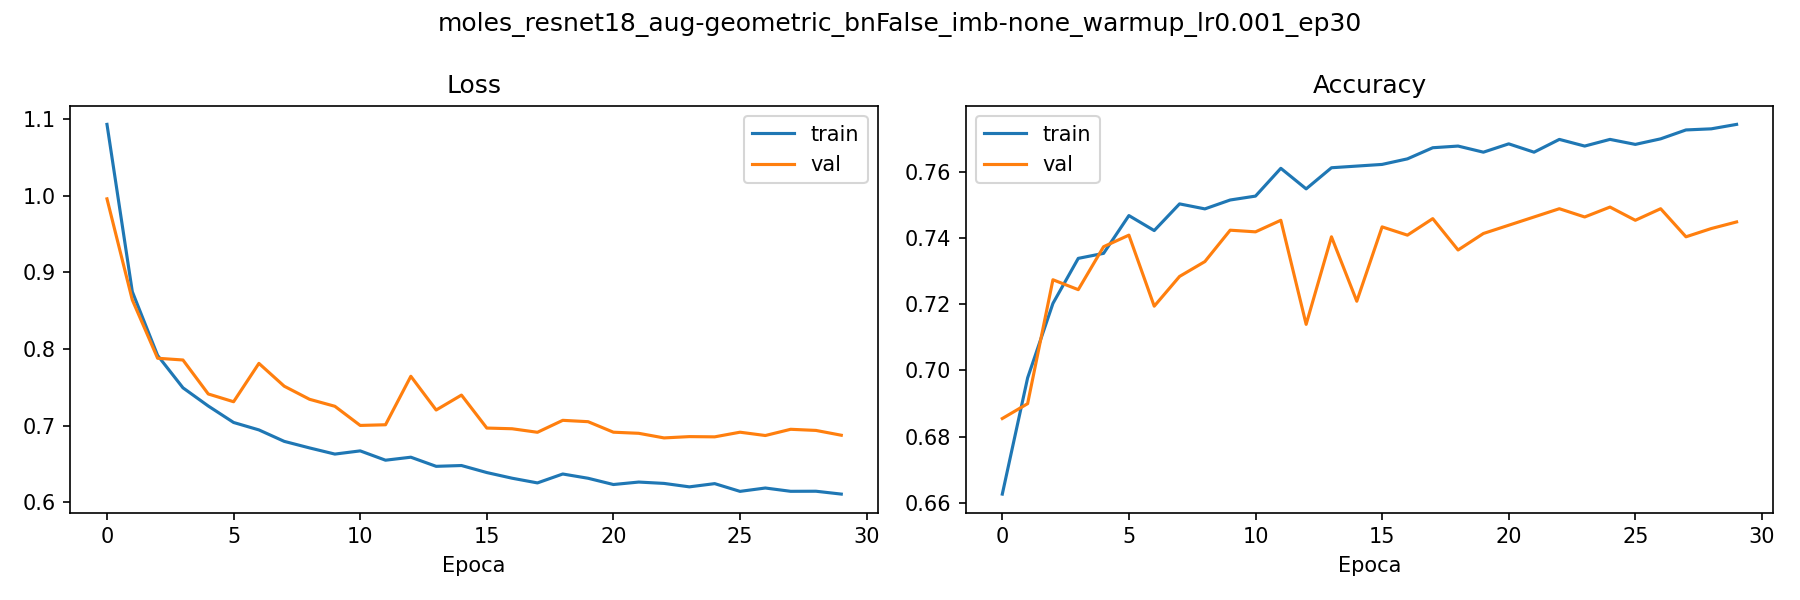 moles_resnet18_aug-geometric_bnFalse_imb-none_warmup_lr0.001_ep30
Loss
1.1
1.0
0.9
0.8
0.7
0.6
train
val
0 5 10 15 20 25 30
Epoca
Accuracy
train
val
0.76
0.74
0.72
0.70
0.68
0.66
0 5 10 15 20 25 30
Epoca